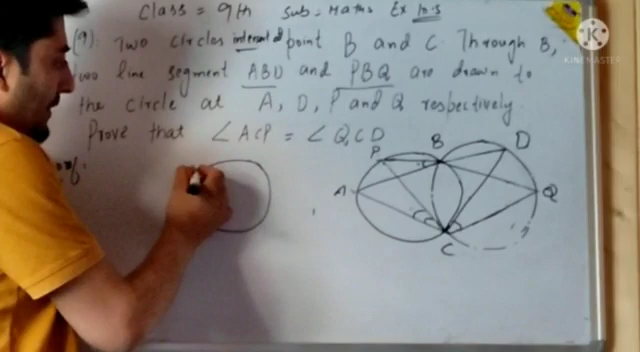 Class = 9th Sub = Maths Ex 10.5
(9) Two circles intersect point B and C. Through B,
two line segment ABD and PBQ are drawn to
the circle at A, D, P and Q respectively.
Prove that ∠ACP = ∠QCD
P B D
A Q
C
K
KINEMASTER